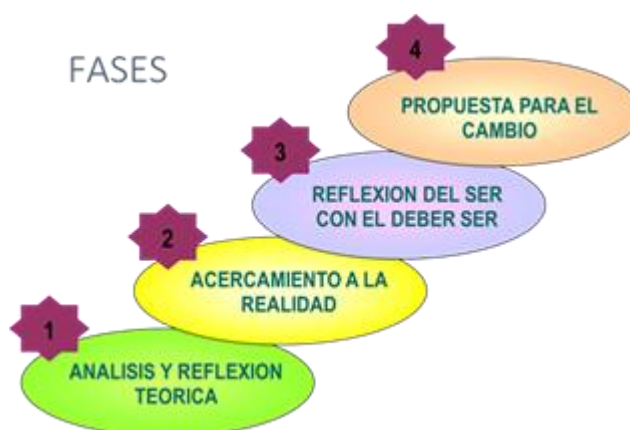 FASES
4
PROPUESTA PARA EL
CAMBIO
3
REFLEXION DEL SER
CON EL DEBER SER
2
ACERCAMIENTO A LA
REALIDAD
1
ANALISIS Y REFLEXION
TEORICA